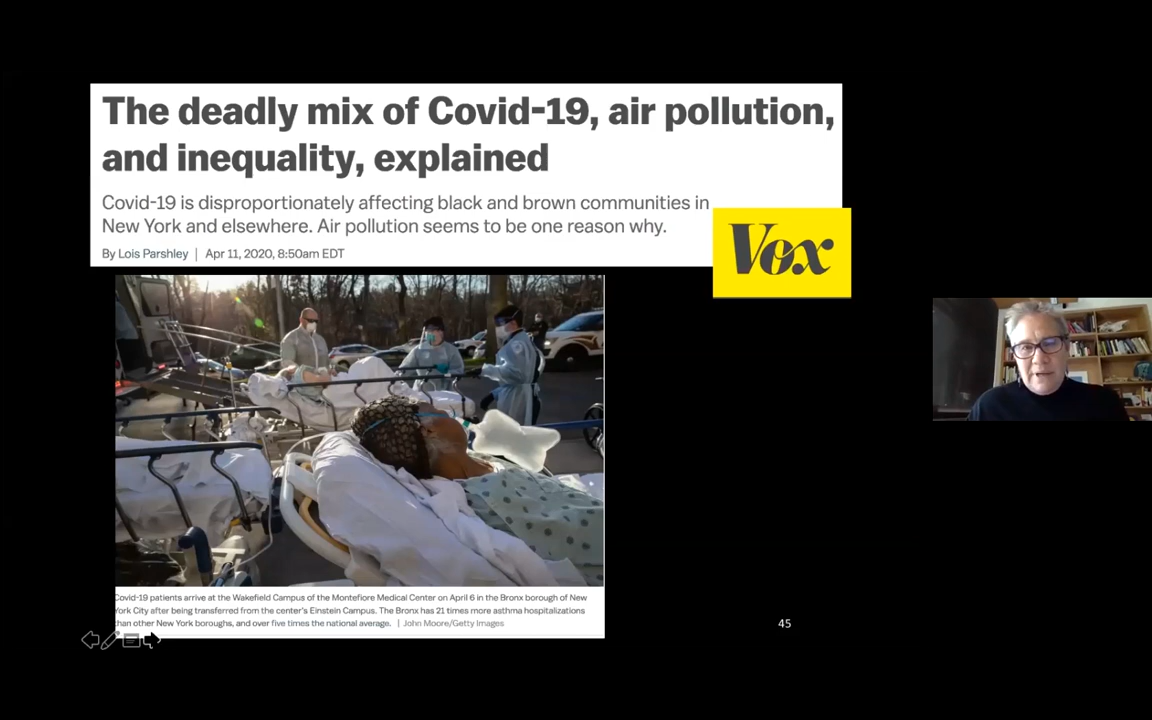 The deadly mix of Covid-19, air pollution,
and inequality, explained
Covid-19 is disproportionately affecting black and brown communities in
New York and elsewhere. Air pollution seems to be one reason why.
By Lois Parshley | Apr 11, 2020, 8:50am EDT
Vox
Covid-19 patients arrive at the Wakefield Campus of the Montefiore Medical Center on April 6 in the Bronx borough of New
York City after being transferred from the center's Einstein Campus. The Bronx has 21 times more asthma hospitalizations
than other New York boroughs, and over five times the national average. | John Moore/Getty Images
45